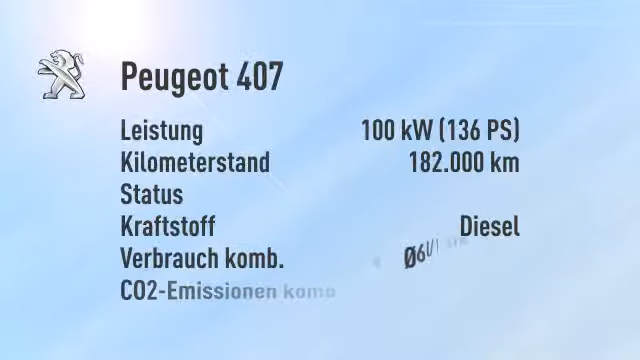 Peugeot 407
Leistung 100 kW (136 PS)
Kilometerstand 182.000 km
Status
Kraftstoff Diesel
Verbrauch komb. Ø6
CO2-Emissionen komb